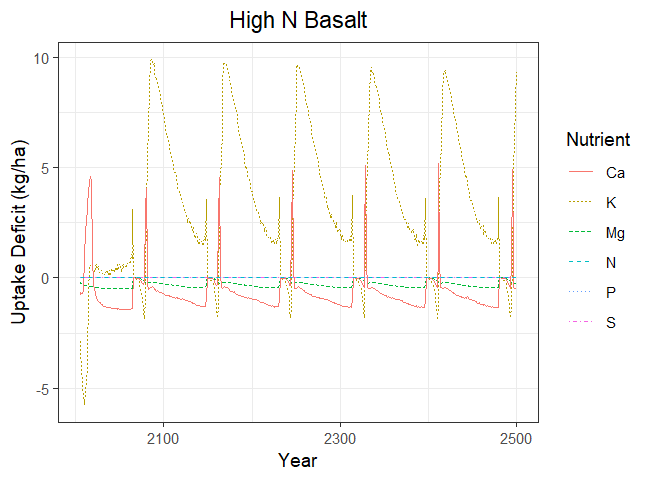 High N Basalt
Uptake Deficit (kg/ha)
10
5
0
-5
2100
2300
2500
Year
Nutrient
Ca
K
Mg
N
P
S